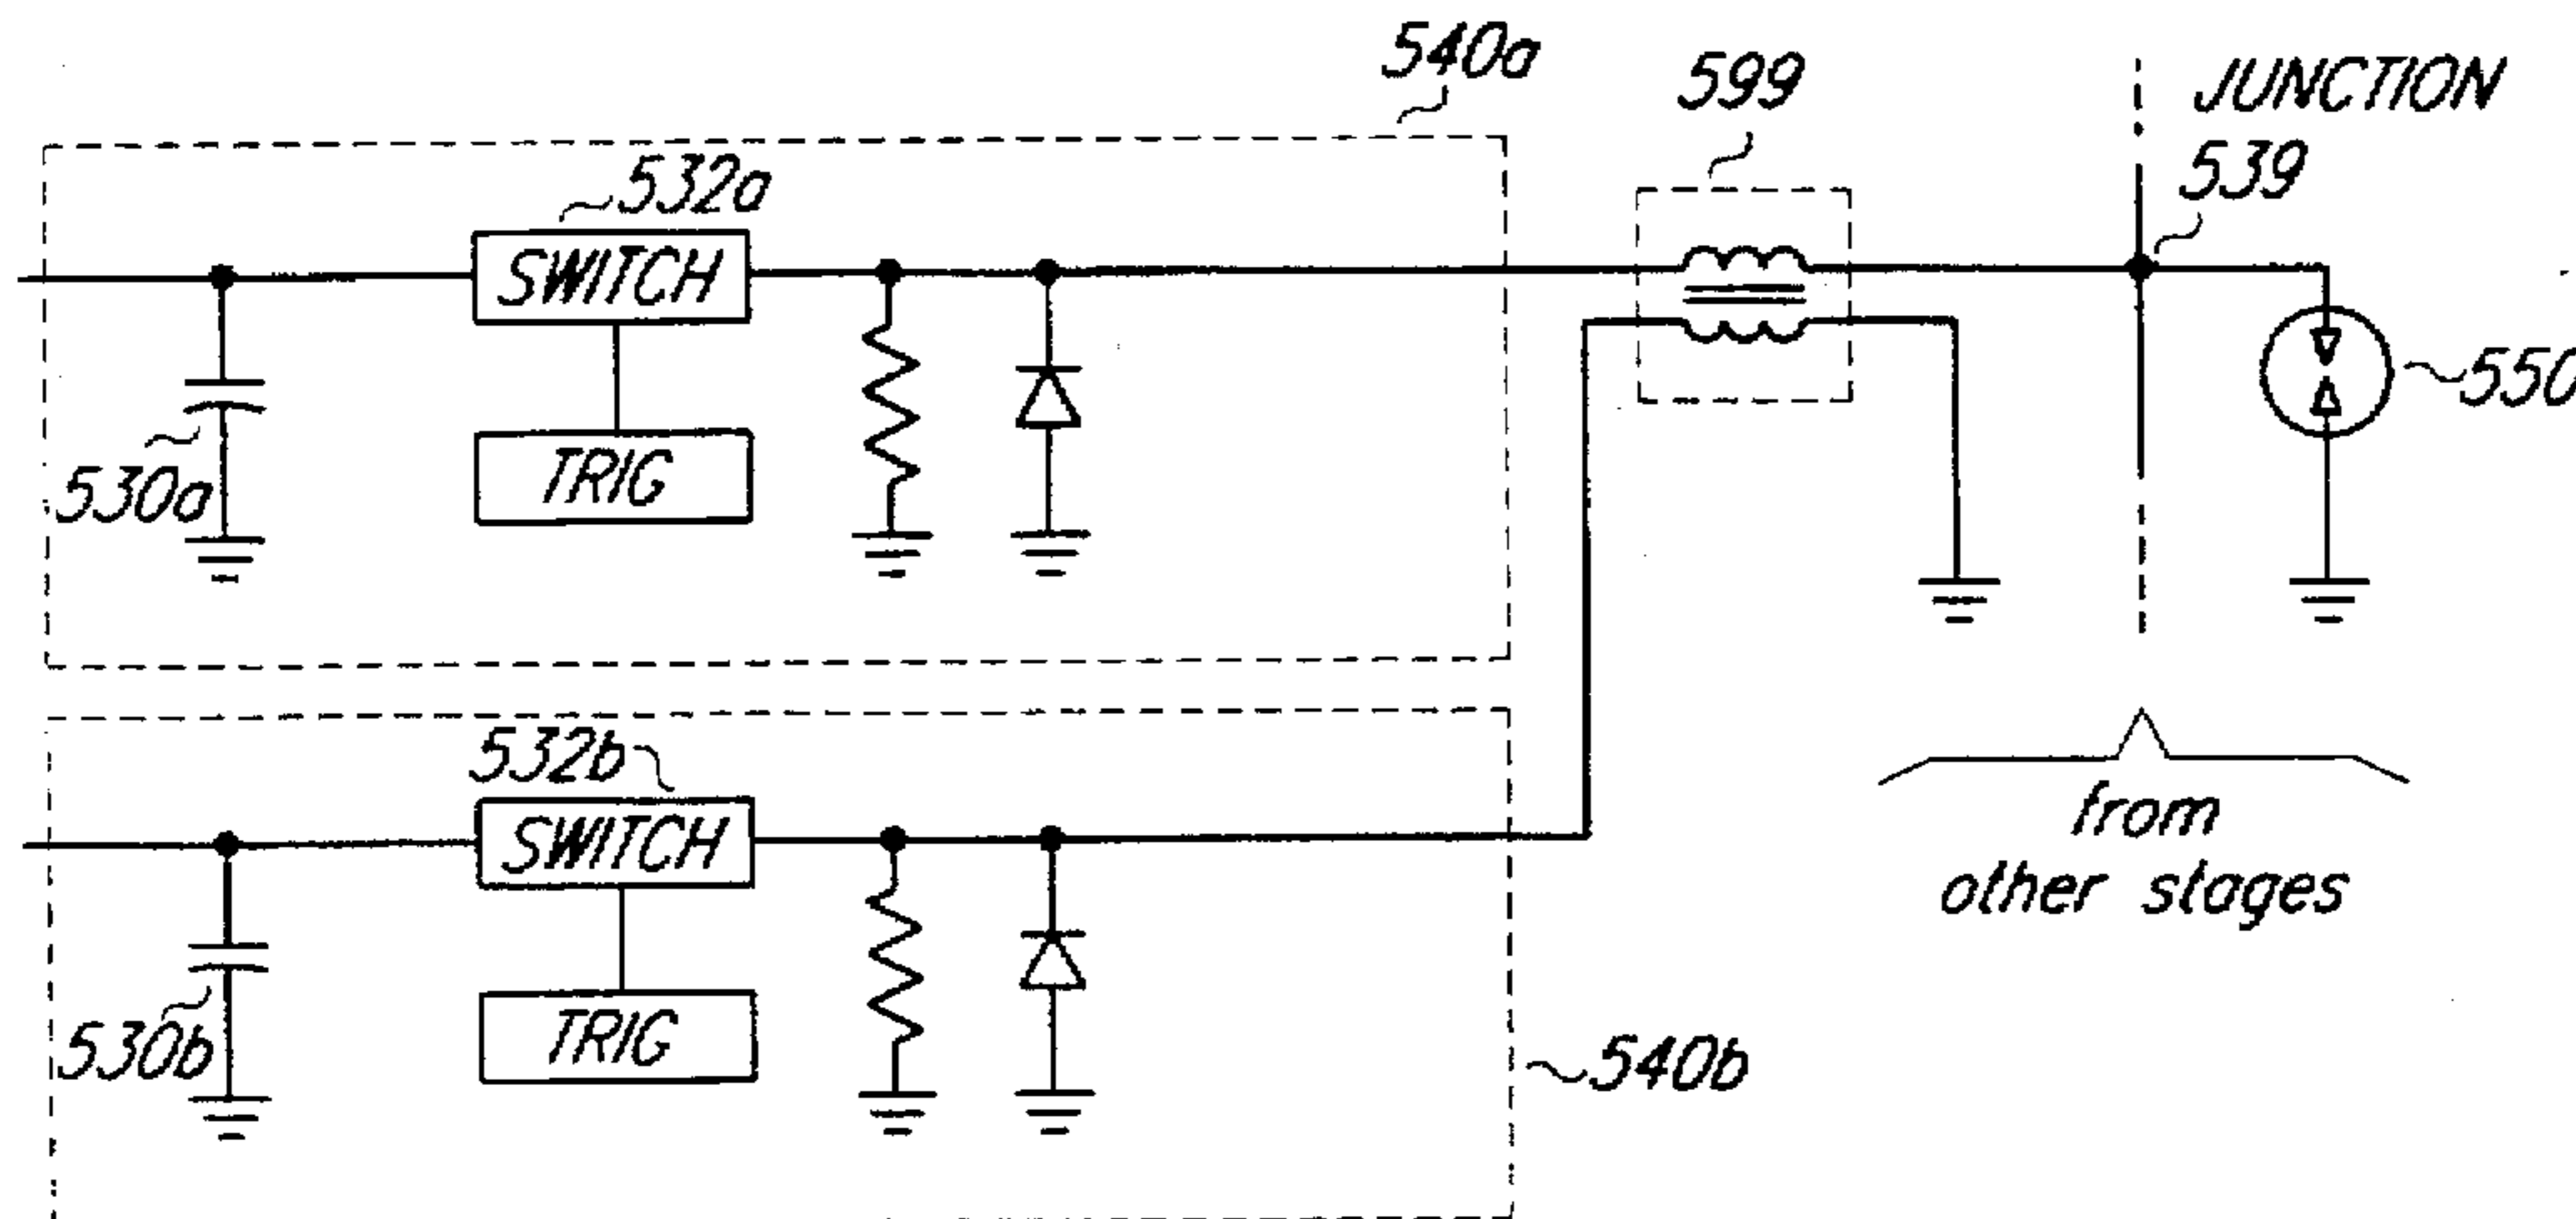 540a
599
JUNCTION
539
532a
SWITCH
TRIG
530a
550
532b
SWITCH
TRIG
530b
540b
from
other stages